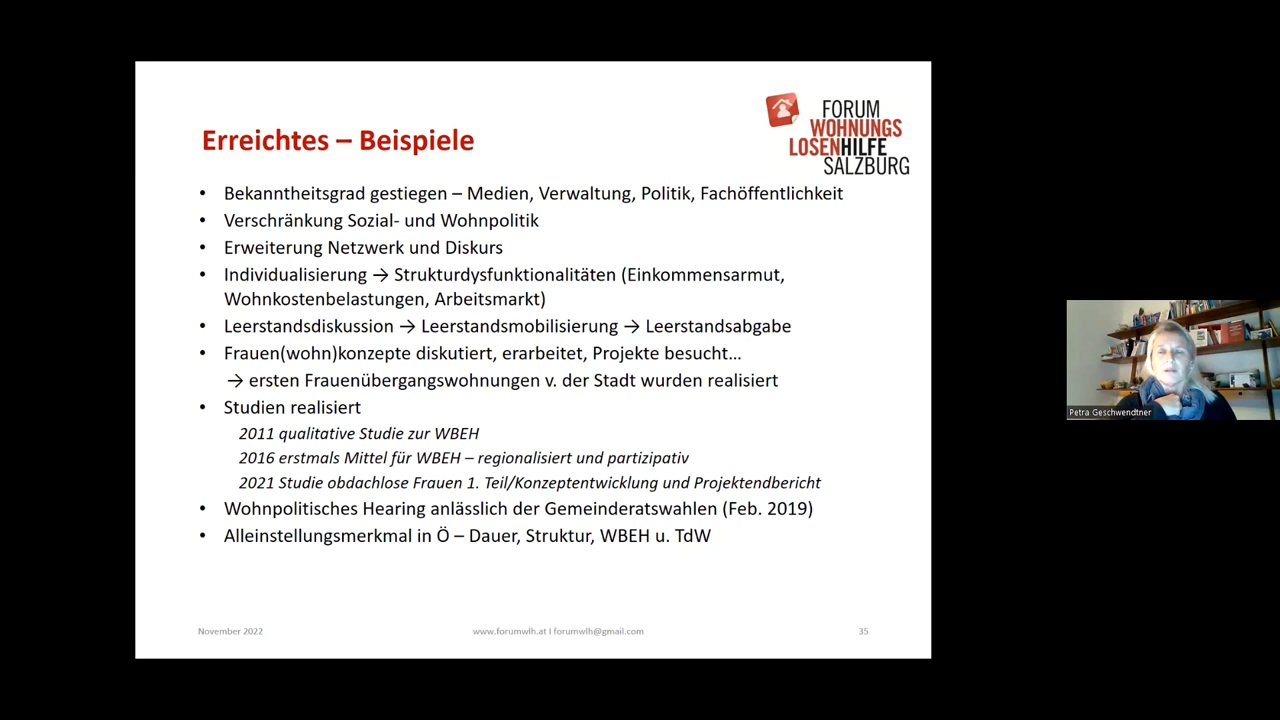 FORUM
WOHNUNGS
LOSENHILFE
SALZBURG
Erreichtes – Beispiele
• Bekanntheitsgrad gestiegen – Medien, Verwaltung, Politik, Fachöffentlichkeit
• Verschränkung Sozial- und Wohnpolitik
• Erweiterung Netzwerk und Diskurs
• Individualisierung → Strukturdysfunktionalitäten (Einkommensarmut,
Wohnkostenbelastungen, Arbeitsmarkt)
• Leerstandsdiskussion → Leerstandsmobilisierung → Leerstandsabgabe
• Frauen(wohn)konzepte diskutiert, erarbeitet, Projekte besucht…
→ ersten Frauenübergangswohnungen v. der Stadt wurden realisiert
• Studien realisiert
2011 qualitative Studie zur WBEH
2016 erstmals Mittel für WBEH – regionalisiert und partizipativ
2021 Studie obdachlose Frauen 1. Teil/Konzeptentwicklung und Projektendbericht
• Wohnpolitisches Hearing anlässlich der Gemeinderatswahlen (Feb. 2019)
• Alleinstellungsmerkmal in Ö – Dauer, Struktur, WBEH u. TdW
November 2022
www.forumwlh.at I forumwlh@gmail.com
35
Petra Geschwendtner